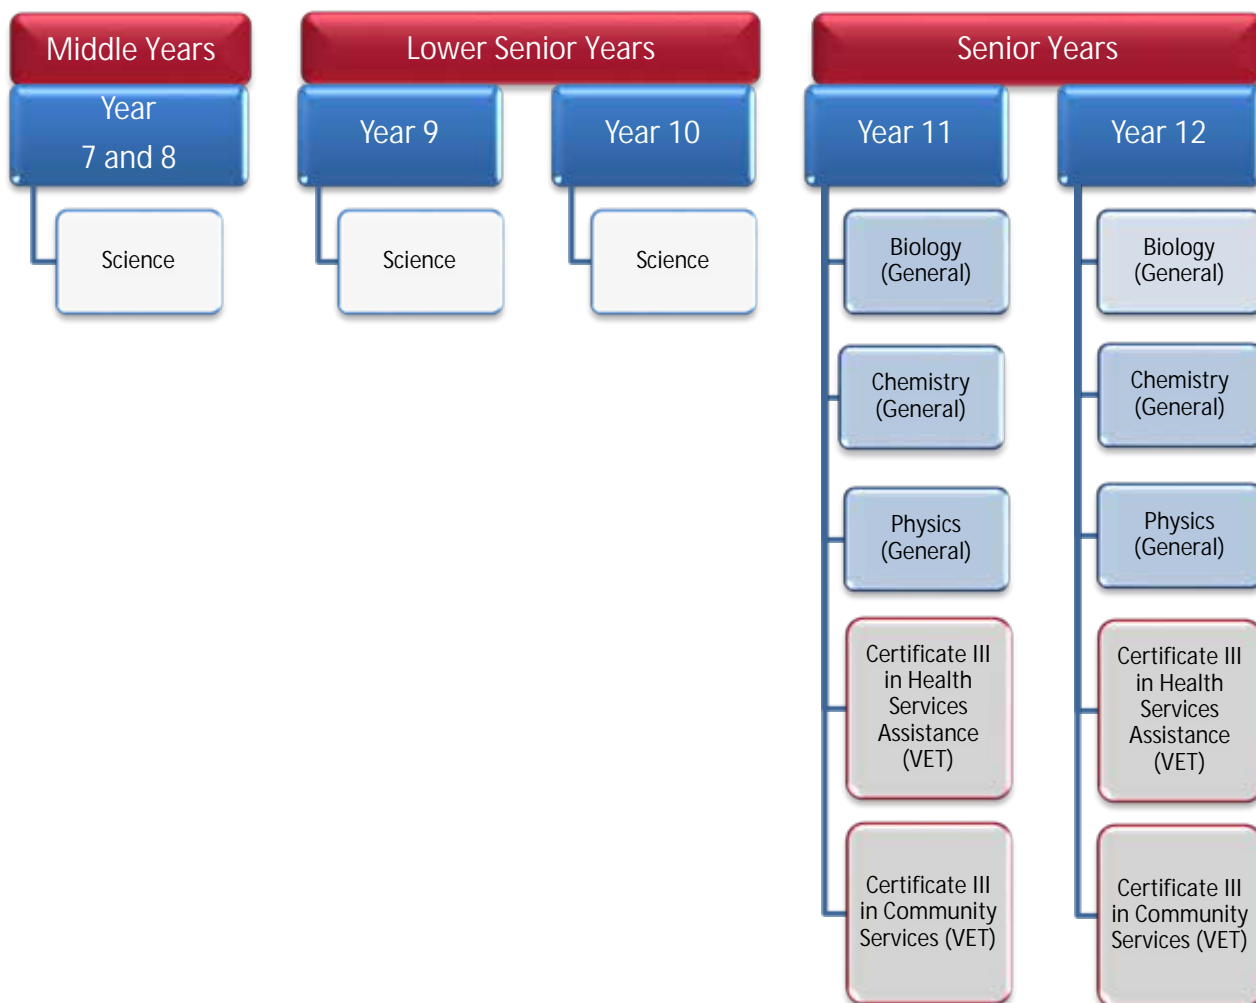 Middle Years
Lower Senior Years
Senior Years
Year
7 and 8
Year 9
Year 10
Year 11
Year 12
Science
Science
Science
Biology
(General)
Biology
(General)
Chemistry
(General)
Chemistry
(General)
Physics
(General)
Physics
(General)
Certificate III
in Health
Services
Assistance
(VET)
Certificate III
in Health
Services
Assistance
(VET)
Certificate III
in Community
Services (VET)
Certificate III
in Community
Services (VET)